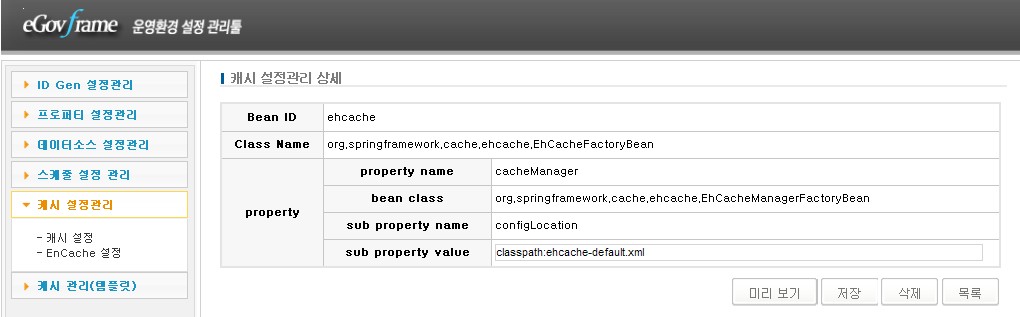 eGovframe 운영환경 설정 관리툴
ID Gen 설정관리
프로퍼티 설정관리
데이터소스 설정관리
스케줄 설정 관리
캐시 설정관리
- 캐시 설정
- EnCache 설정
캐시 관리(템플릿)
캐시 설정관리 상세
Bean ID ehcache
Class Name org,springframework,cache,ehcache,EhCacheFactoryBean
property
property name cacheManager
bean class org,springframework,cache,ehcache,EhCacheManagerFactoryBean
sub property name configLocation
sub property value classpath:ehcache-default.xml
미리 보기 저장 삭제 목록